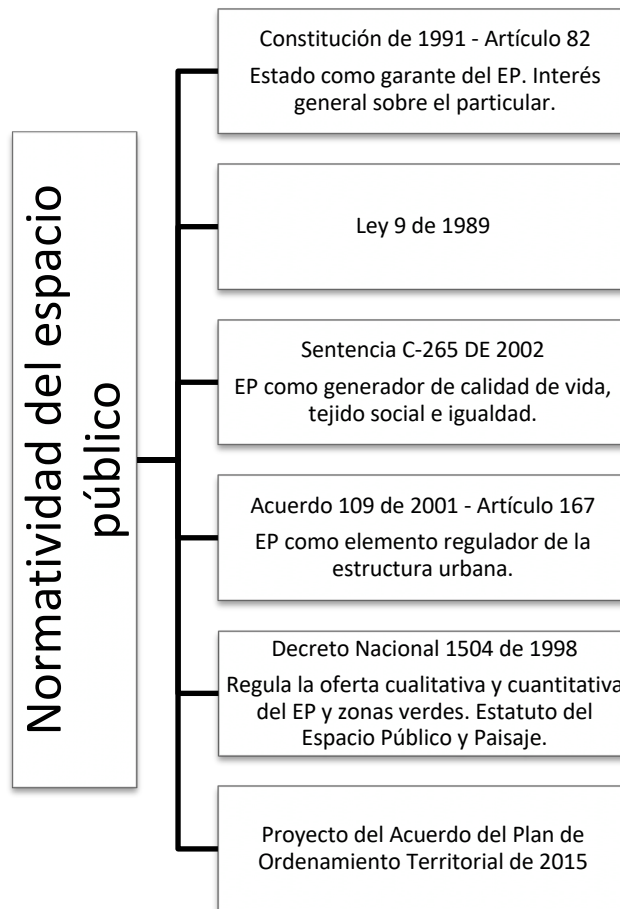 Normatividad del espacio
público
Constitución de 1991 - Artículo 82
Estado como garante del EP. Interés
general sobre el particular.
Ley 9 de 1989
Sentencia C-265 DE 2002
EP como generador de calidad de vida,
tejido social e igualdad.
Acuerdo 109 de 2001 - Artículo 167
EP como elemento regulador de la
estructura urbana.
Decreto Nacional 1504 de 1998
Regula la oferta cualitativa y cuantitativa
del EP y zonas verdes. Estatuto del
Espacio Público y Paisaje.
Proyecto del Acuerdo del Plan de
Ordenamiento Territorial de 2015